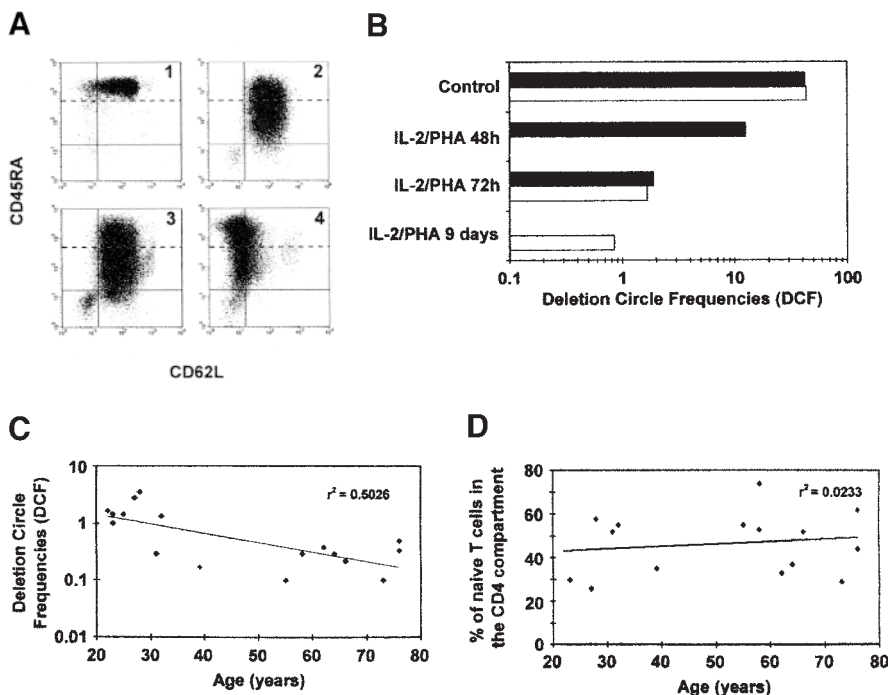 A
1
2
3
4
CD45RA
CD62L
B
Control
IL-2/PHA 48h
IL-2/PHA 72h
IL-2/PHA 9 days
0.1
1
10
100
Deletion Circle Frequencies (DCF)
C
10
1
0.1
0.01
r² = 0.5026
20
30
40
50
60
70
80
Age (years)
Deletion Circle
Frequencies (DCF)
D
80
60
40
20
0
r² = 0.0233
20
30
40
50
60
70
80
Age (years)
% of naive T cells in
the CD4 compartment